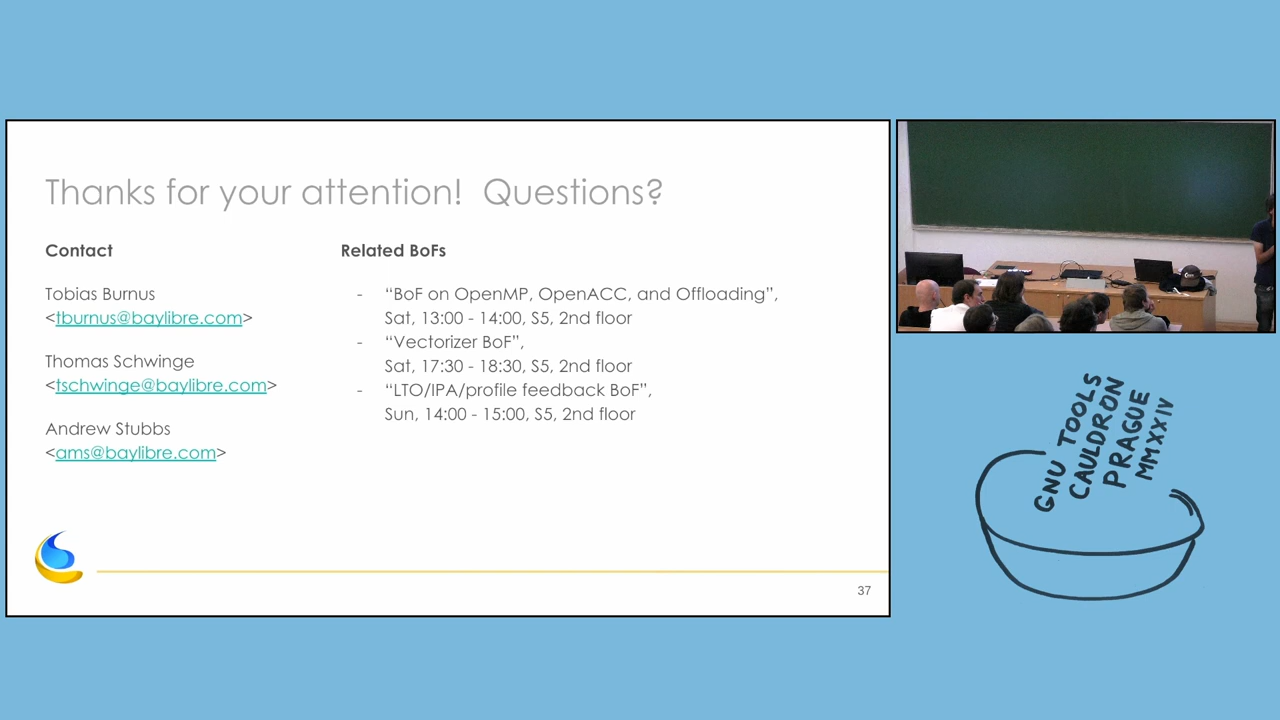 Thanks for your attention!  Questions?
Contact
Tobias Burnus
<tburnus@baylibre.com>
Thomas Schwinge
<tschwinge@baylibre.com>
Andrew Stubbs
<ams@baylibre.com>
Related BoFs
- “BoF on OpenMP, OpenACC, and Offloading”,
Sat, 13:00 - 14:00, S5, 2nd floor
- “Vectorizer BoF”,
Sat, 17:30 - 18:30, S5, 2nd floor
- “LTO/IPA/profile feedback BoF”,
Sun, 14:00 - 15:00, S5, 2nd floor
37
GNU TOOLS
CAULDRON
PRAGUE
MMXXIV